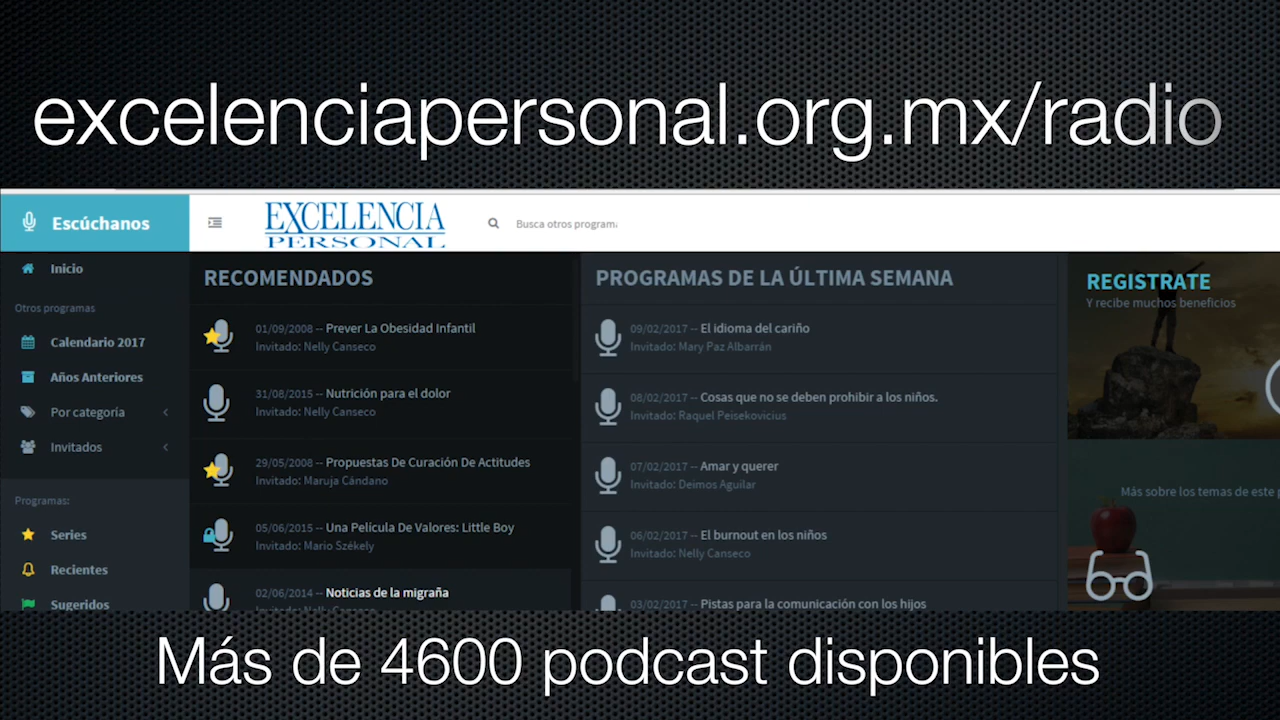 excelenciapersonal.org.mx/radio
Escúchanos
EXCELENCIA
PERSONAL
Busca otros programa
Inicio
Otros programas
Calendario 2017
Años Anteriores
Por categoría
Invitados
Programas:
Series
Recientes
Sugeridos
RECOMENDADOS
01/09/2008 -- Prever La Obesidad Infantil
Invitado: Nelly Canseco
31/08/2015 -- Nutrición para el dolor
Invitado: Nelly Canseco
29/05/2008 -- Propuestas De Curación De Actitudes
Invitado: Maruja Cándano
05/06/2015 -- Una Película De Valores: Little Boy
Invitado: Mario Székely
02/06/2014 -- Noticias de la migraña
Invitado: Nelly Canseco
PROGRAMAS DE LA ÚLTIMA SEMANA
09/02/2017 -- El idioma del cariño
Invitado: Mary Paz Albarrán
08/02/2017 -- Cosas que no se deben prohibir a los niños.
Invitado: Raquel Peisekovicius
07/02/2017 -- Amar y querer
Invitado: Deimos Aguilar
06/02/2017 -- El burnout en los niños
Invitado: Nelly Canseco
03/02/2017 -- Pistas para la comunicación con los hijos
REGISTRATE
Y recibe muchos beneficios
Más sobre los temas de este
Más de 4600 podcast disponibles